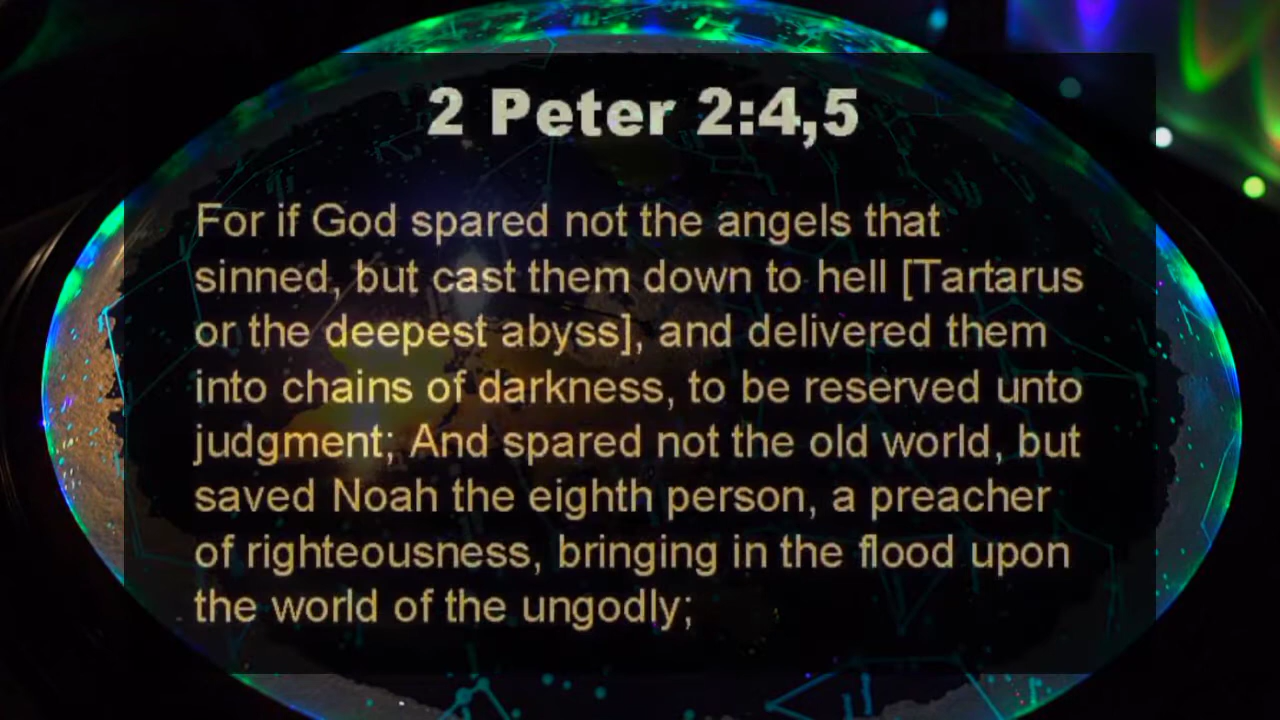 2 Peter 2:4,5
For if God spared not the angels that
sinned, but cast them down to hell [Tartarus
or the deepest abyss], and delivered them
into chains of darkness, to be reserved unto
judgment; And spared not the old world, but
saved Noah the eighth person, a preacher
of righteousness, bringing in the flood upon
the world of the ungodly;